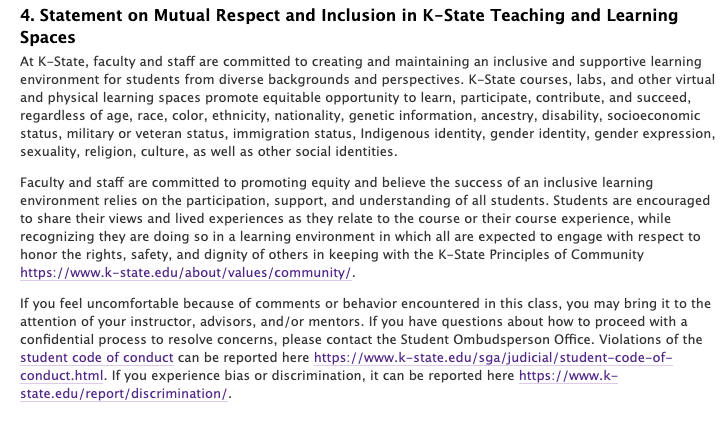 4. Statement on Mutual Respect and Inclusion in K-State Teaching and Learning
Spaces
At K-State, faculty and staff are committed to creating and maintaining an inclusive and supportive learning
environment for students from diverse backgrounds and perspectives. K-State courses, labs, and other virtual
and physical learning spaces promote equitable opportunity to learn, participate, contribute, and succeed,
regardless of age, race, color, ethnicity, nationality, genetic information, ancestry, disability, socioeconomic
status, military or veteran status, immigration status, Indigenous identity, gender identity, gender expression,
sexuality, religion, culture, as well as other social identities.
Faculty and staff are committed to promoting equity and believe the success of an inclusive learning
environment relies on the participation, support, and understanding of all students. Students are encouraged
to share their views and lived experiences as they relate to the course or their course experience, while
recognizing they are doing so in a learning environment in which all are expected to engage with respect to
honor the rights, safety, and dignity of others in keeping with the K-State Principles of Community
https://www.k-state.edu/about/values/community/.
If you feel uncomfortable because of comments or behavior encountered in this class, you may bring it to the
attention of your instructor, advisors, and/or mentors. If you have questions about how to proceed with a
confidential process to resolve concerns, please contact the Student Ombudsperson Office. Violations of the
student code of conduct can be reported here https://www.k-state.edu/sga/judicial/student-code-of-
conduct.html. If you experience bias or discrimination, it can be reported here https://www.k-
state.edu/report/discrimination/.